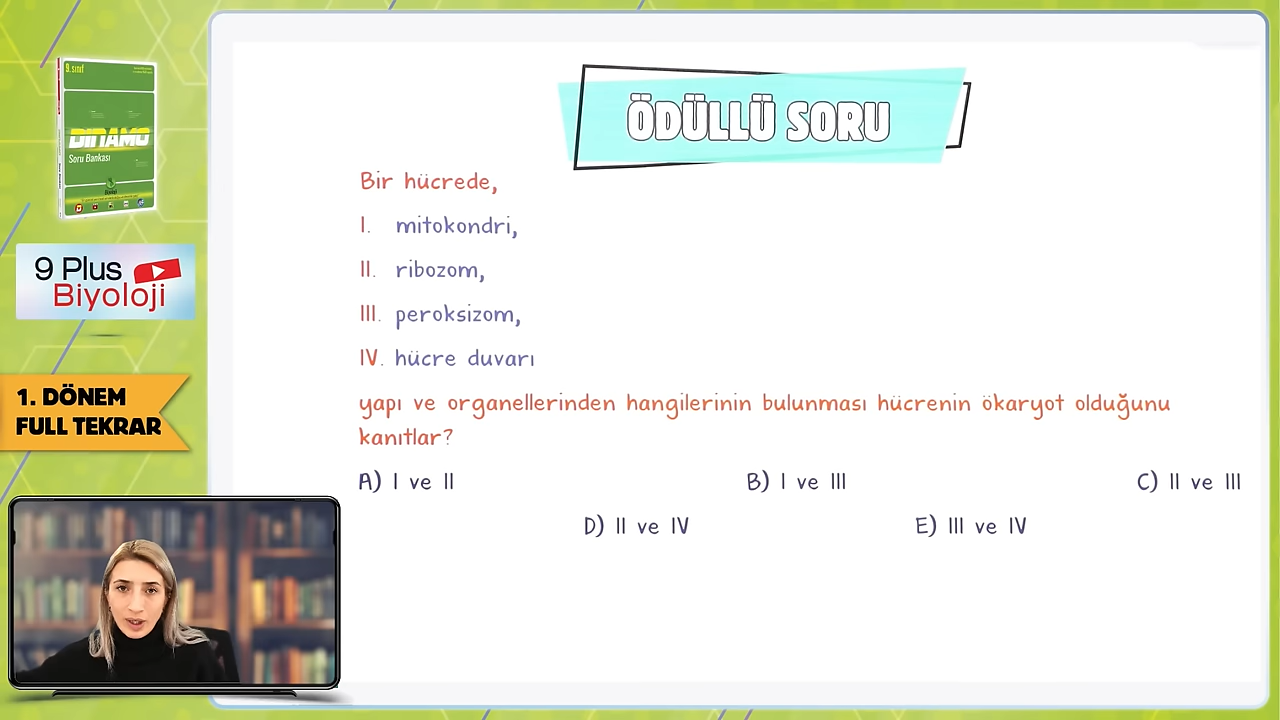 ÖDÜLLÜ SORU
Bir hücrede,
I. mitokondri,
II. ribozom,
III. peroksizom,
IV. hücre duvarı
yapı ve organellerinden hangilerinin bulunması hücrenin ökaryot olduğunu
kanıtlar?
A) I ve II
B) I ve III
C) II ve III
D) II ve IV
E) III ve IV
9. sınıf
DİNAMO
Soru Bankası
Biyoloji
9 Plus
Biyoloji
1. DÖNEM
FULL TEKRAR